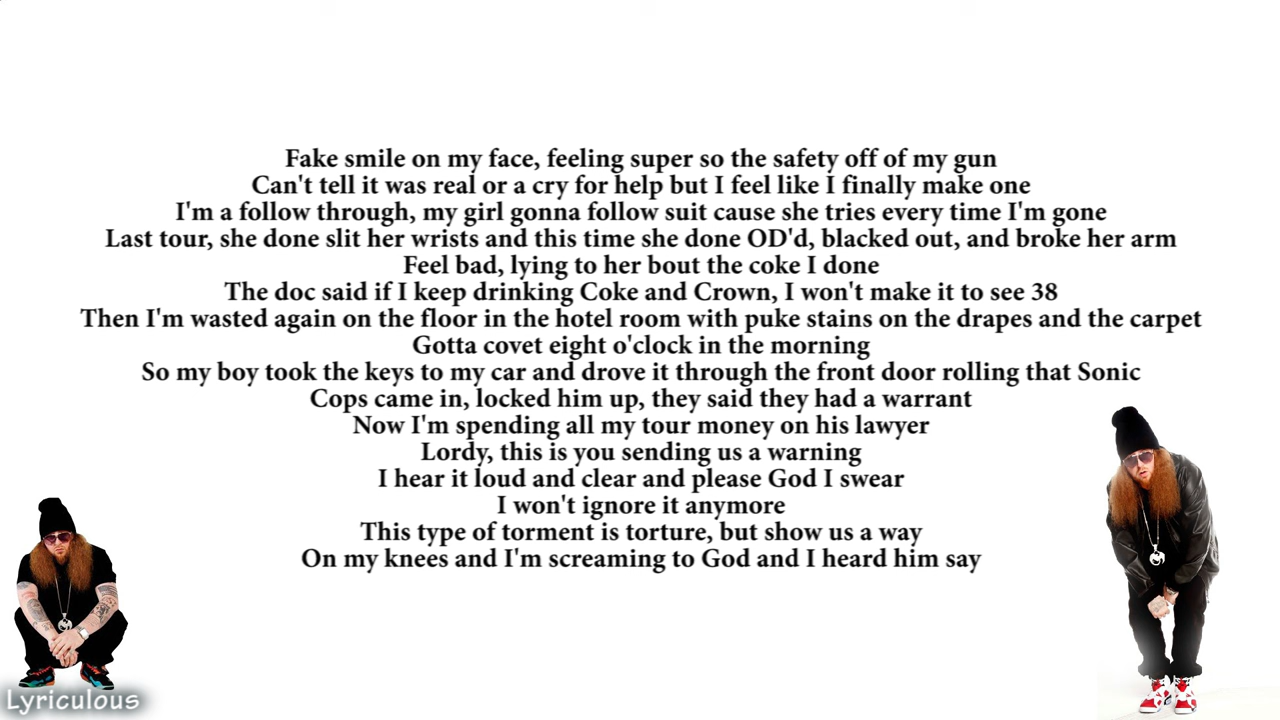 Fake smile on my face, feeling super so the safety off of my gun
Can't tell it was real or a cry for help but I feel like I finally make one
I'm a follow through, my girl gonna follow suit cause she tries every time I'm gone
Last tour, she done slit her wrists and this time she done OD'd, blacked out, and broke her arm
Feel bad, lying to her bout the coke I done
The doc said if I keep drinking Coke and Crown, I won't make it to see 38
Then I'm wasted again on the floor in the hotel room with puke stains on the drapes and the carpet
Gotta covet eight o'clock in the morning
So my boy took the keys to my car and drove it through the front door rolling that Sonic
Cops came in, locked him up, they said they had a warrant
Now I'm spending all my tour money on his lawyer
Lordy, this is you sending us a warning
I hear it loud and clear and please God I swear
I won't ignore it anymore
This type of torment is torture, but show us a way
On my knees and I'm screaming to God and I heard him say
Lyriculous